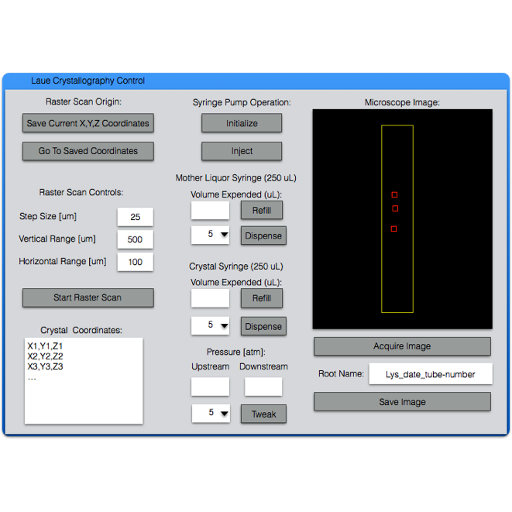 Laue Crystallography Control
Raster Scan Origin:
Save Current X,Y,Z Coordinates
Go To Saved Coordinates
Raster Scan Controls:
Step Size [um] 25
Vertical Range [um] 500
Horizontal Range [um] 100
Start Raster Scan
Crystal Coordinates:
X1,Y1,Z1
X2,Y2,Z2
X3,Y3,Z3
...
Syringe Pump Operation:
Initialize
Inject
Mother Liquor Syringe (250 uL)
Volume Expended (uL):
Refill
5 Dispense
Crystal Syringe (250 uL)
Volume Expended (uL):
Refill
5 Dispense
Pressure [atm]:
Upstream Downstream
5 Tweak
Microscope Image:
Acquire Image
Root Name: Lys_date_tube-number
Save Image